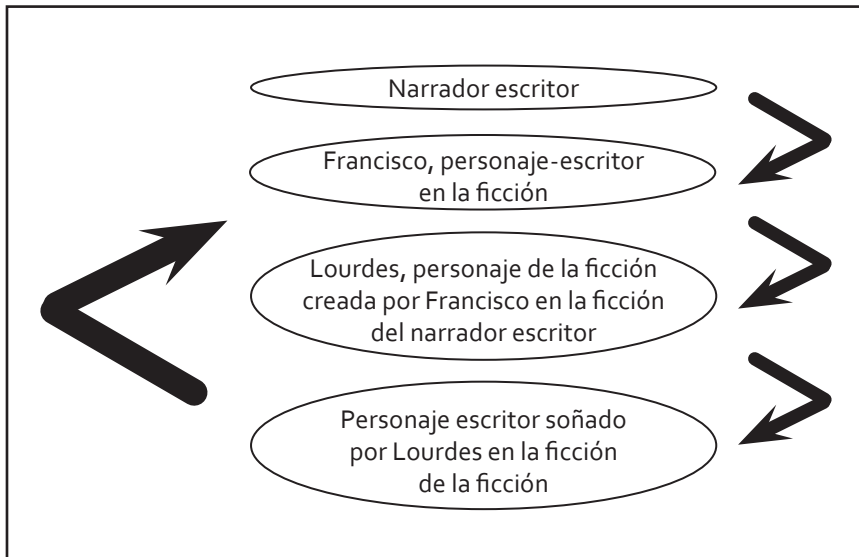 Narrador escritor
Francisco, personaje-escritor
en la ficción
Lourdes, personaje de la ficción
creada por Francisco en la ficción
del narrador escritor
Personaje escritor soñado
por Lourdes en la ficción
de la ficción